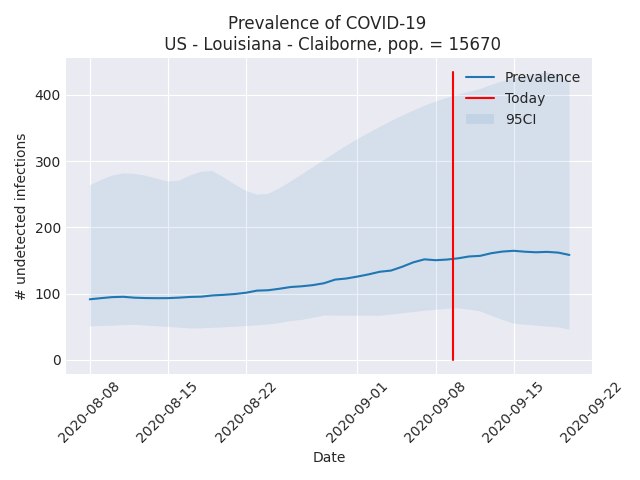 Prevalence of COVID-19
US - Louisiana - Claiborne, pop. = 15670
Prevalence
Today
95CI
400
300
200
100
0
# undetected infections
2020-08-08
2020-08-15
2020-08-22
2020-09-01
2020-09-08
2020-09-15
2020-09-22
Date